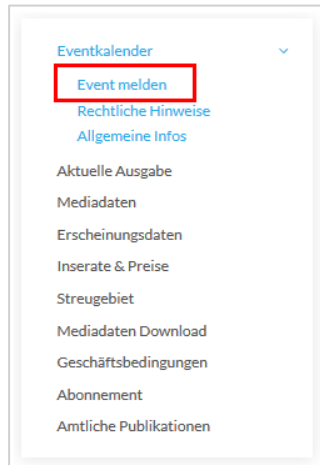 Eventkalender
Event melden
Rechtliche Hinweise
Allgemeine Infos
Aktuelle Ausgabe
Mediadaten
Erscheinungsdaten
Inserate & Preise
Streugebiet
Mediadaten Download
Geschäftsbedingungen
Abonnement
Amtliche Publikationen